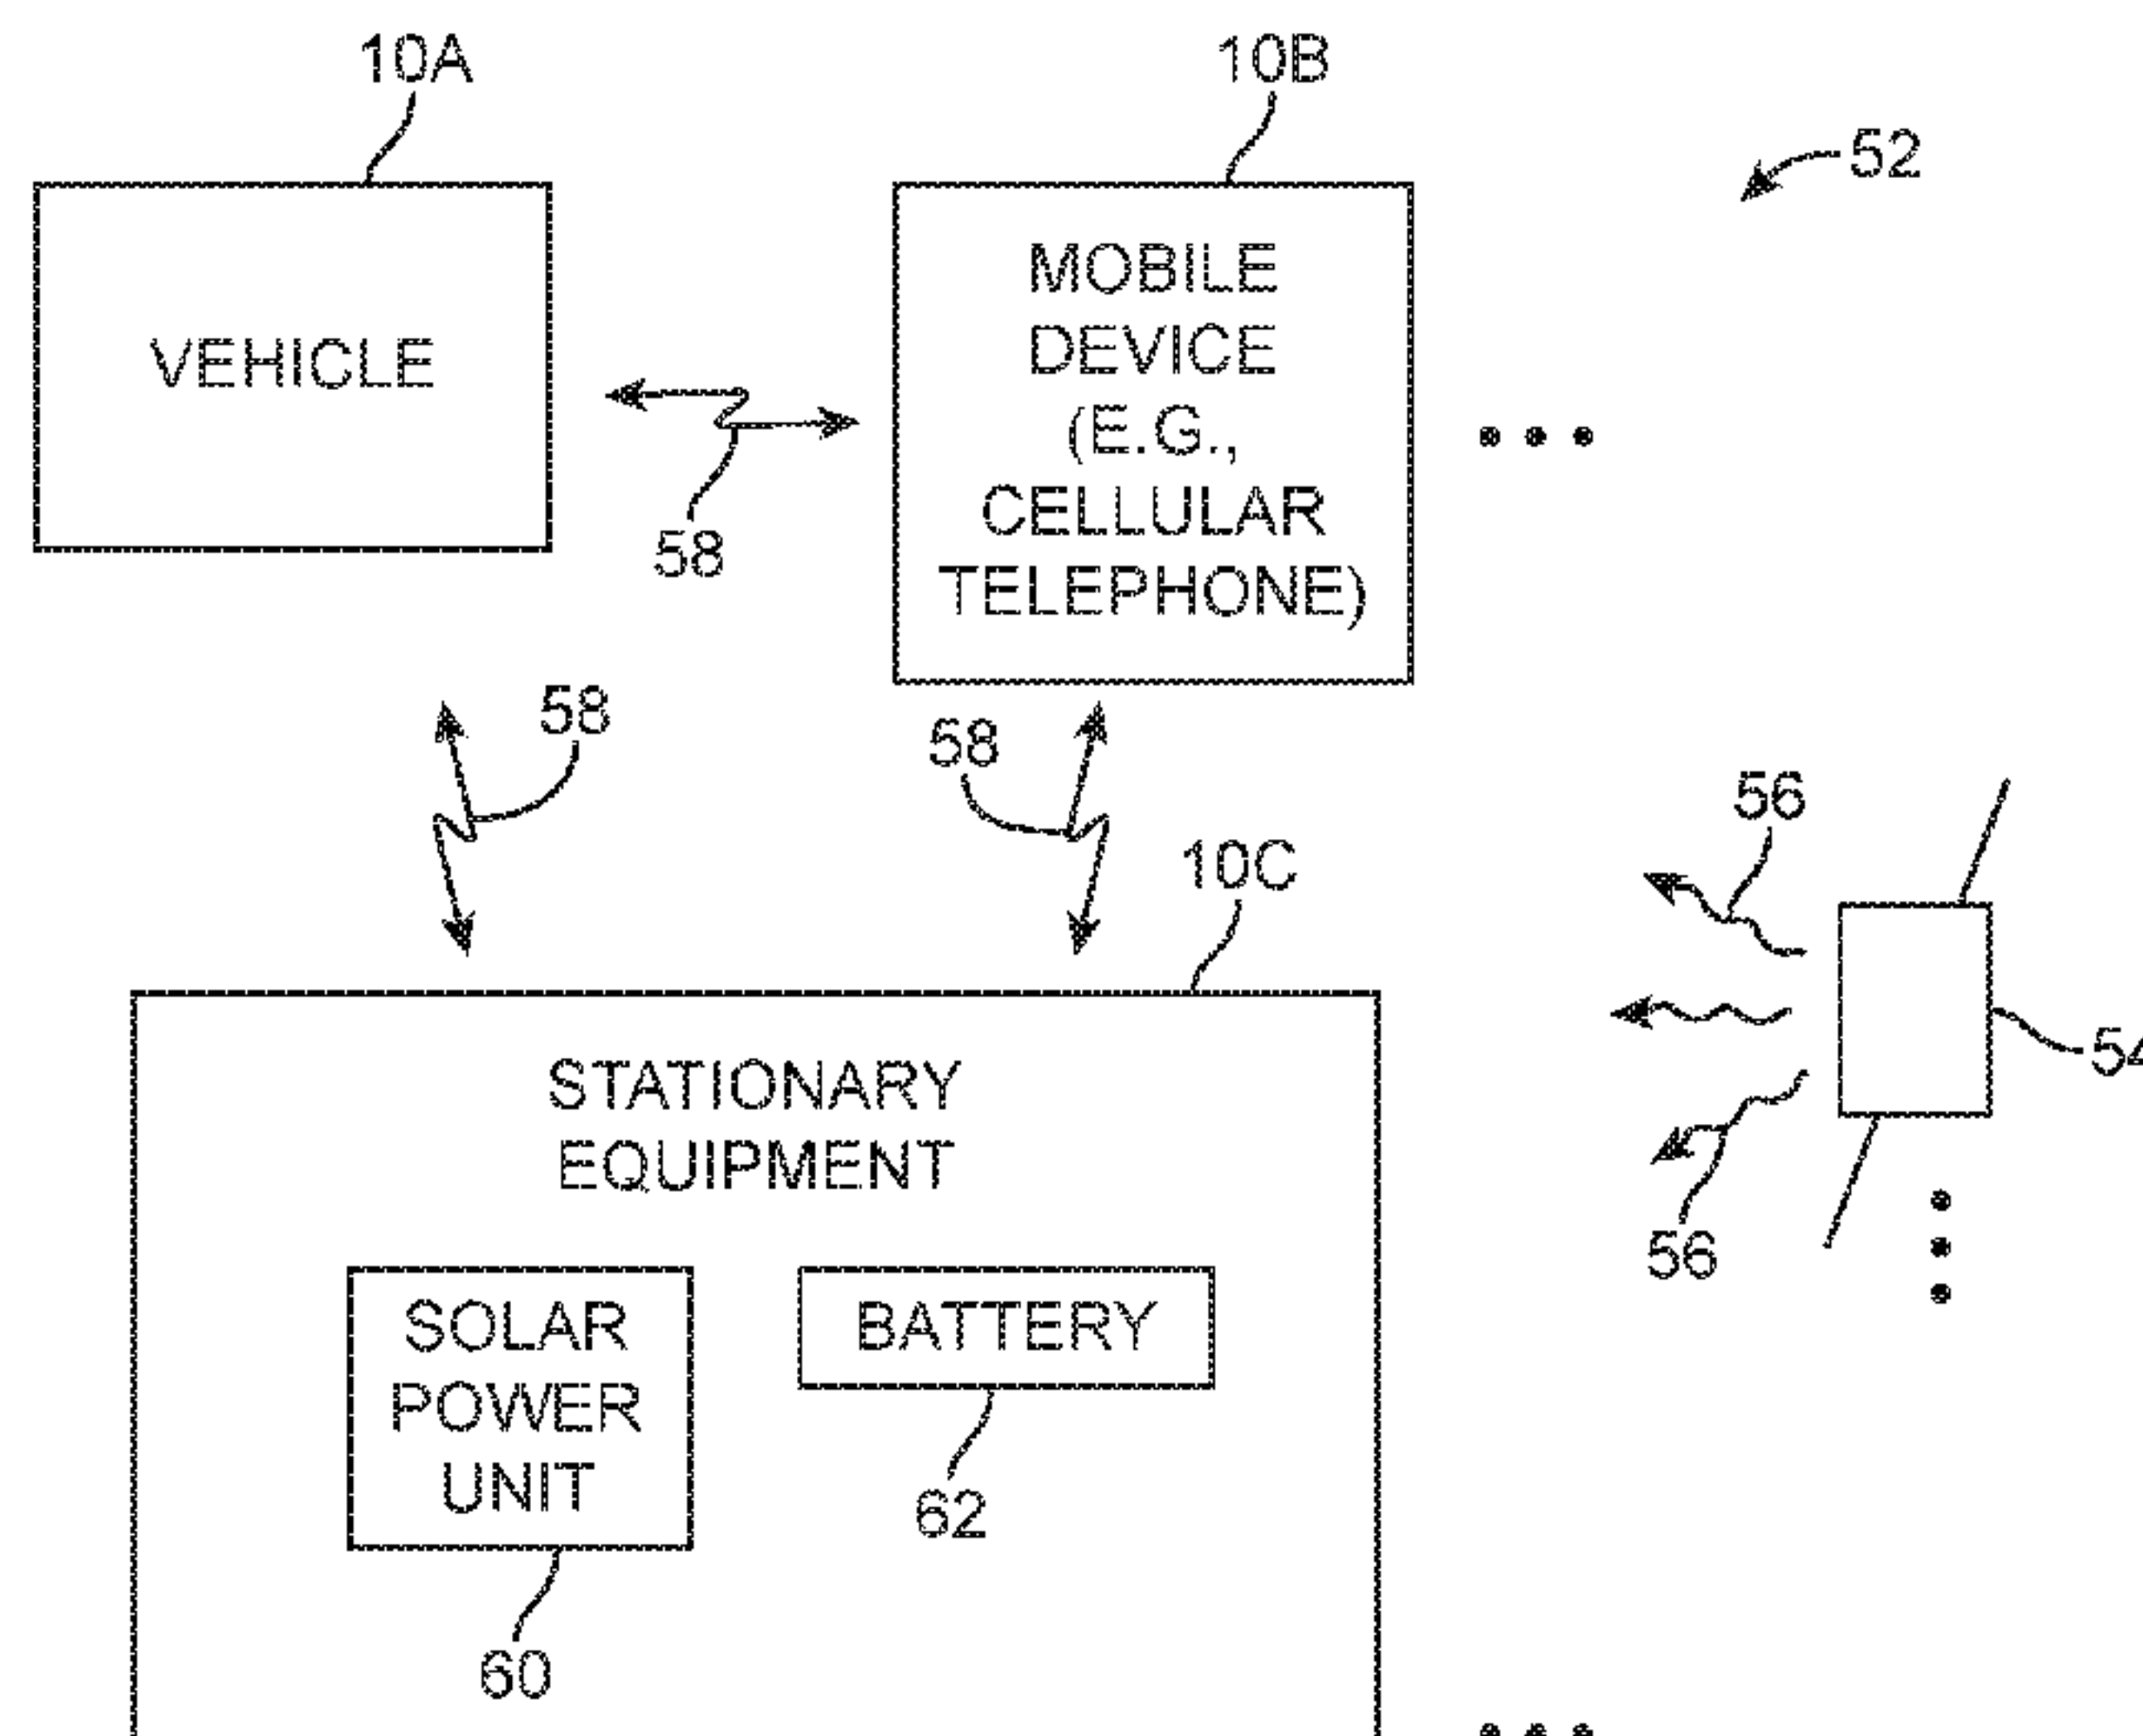 10A
10B
52
VEHICLE
MOBILE
DEVICE
(E.G.,
CELLULAR
TELEPHONE)
58
58
58
10C
56
54
STATIONARY
EQUIPMENT
56
SOLAR
POWER
UNIT
BATTERY
62
60